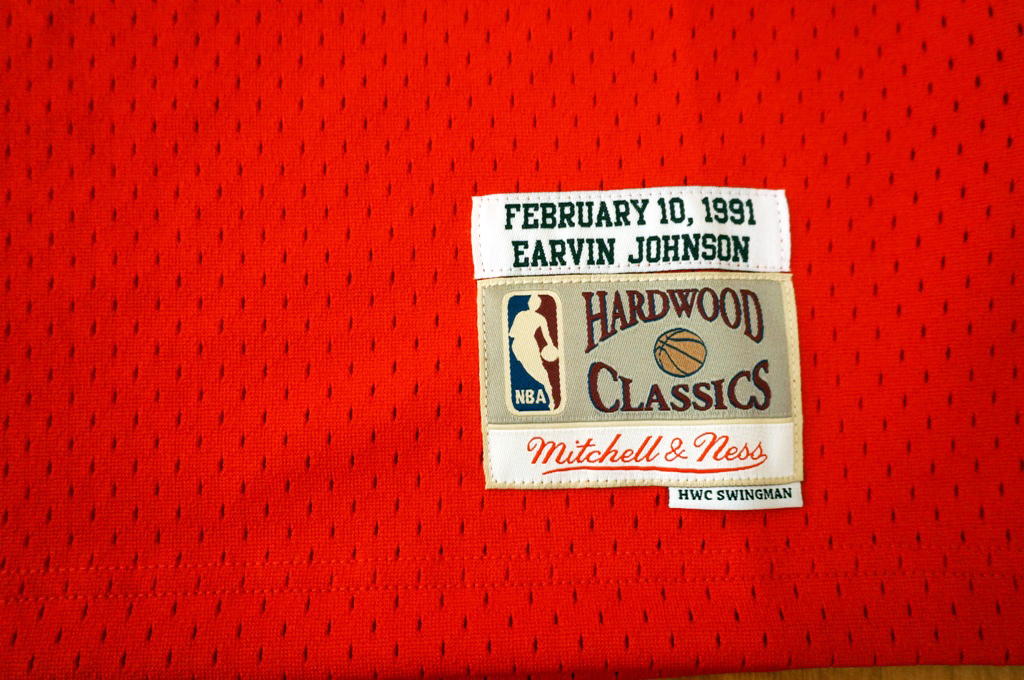 FEBRUARY 10, 1991
EARVIN JOHNSON
HARDWOOD
CLASSICS
NBA
Mitchell & Ness
HWC SWINGMAN